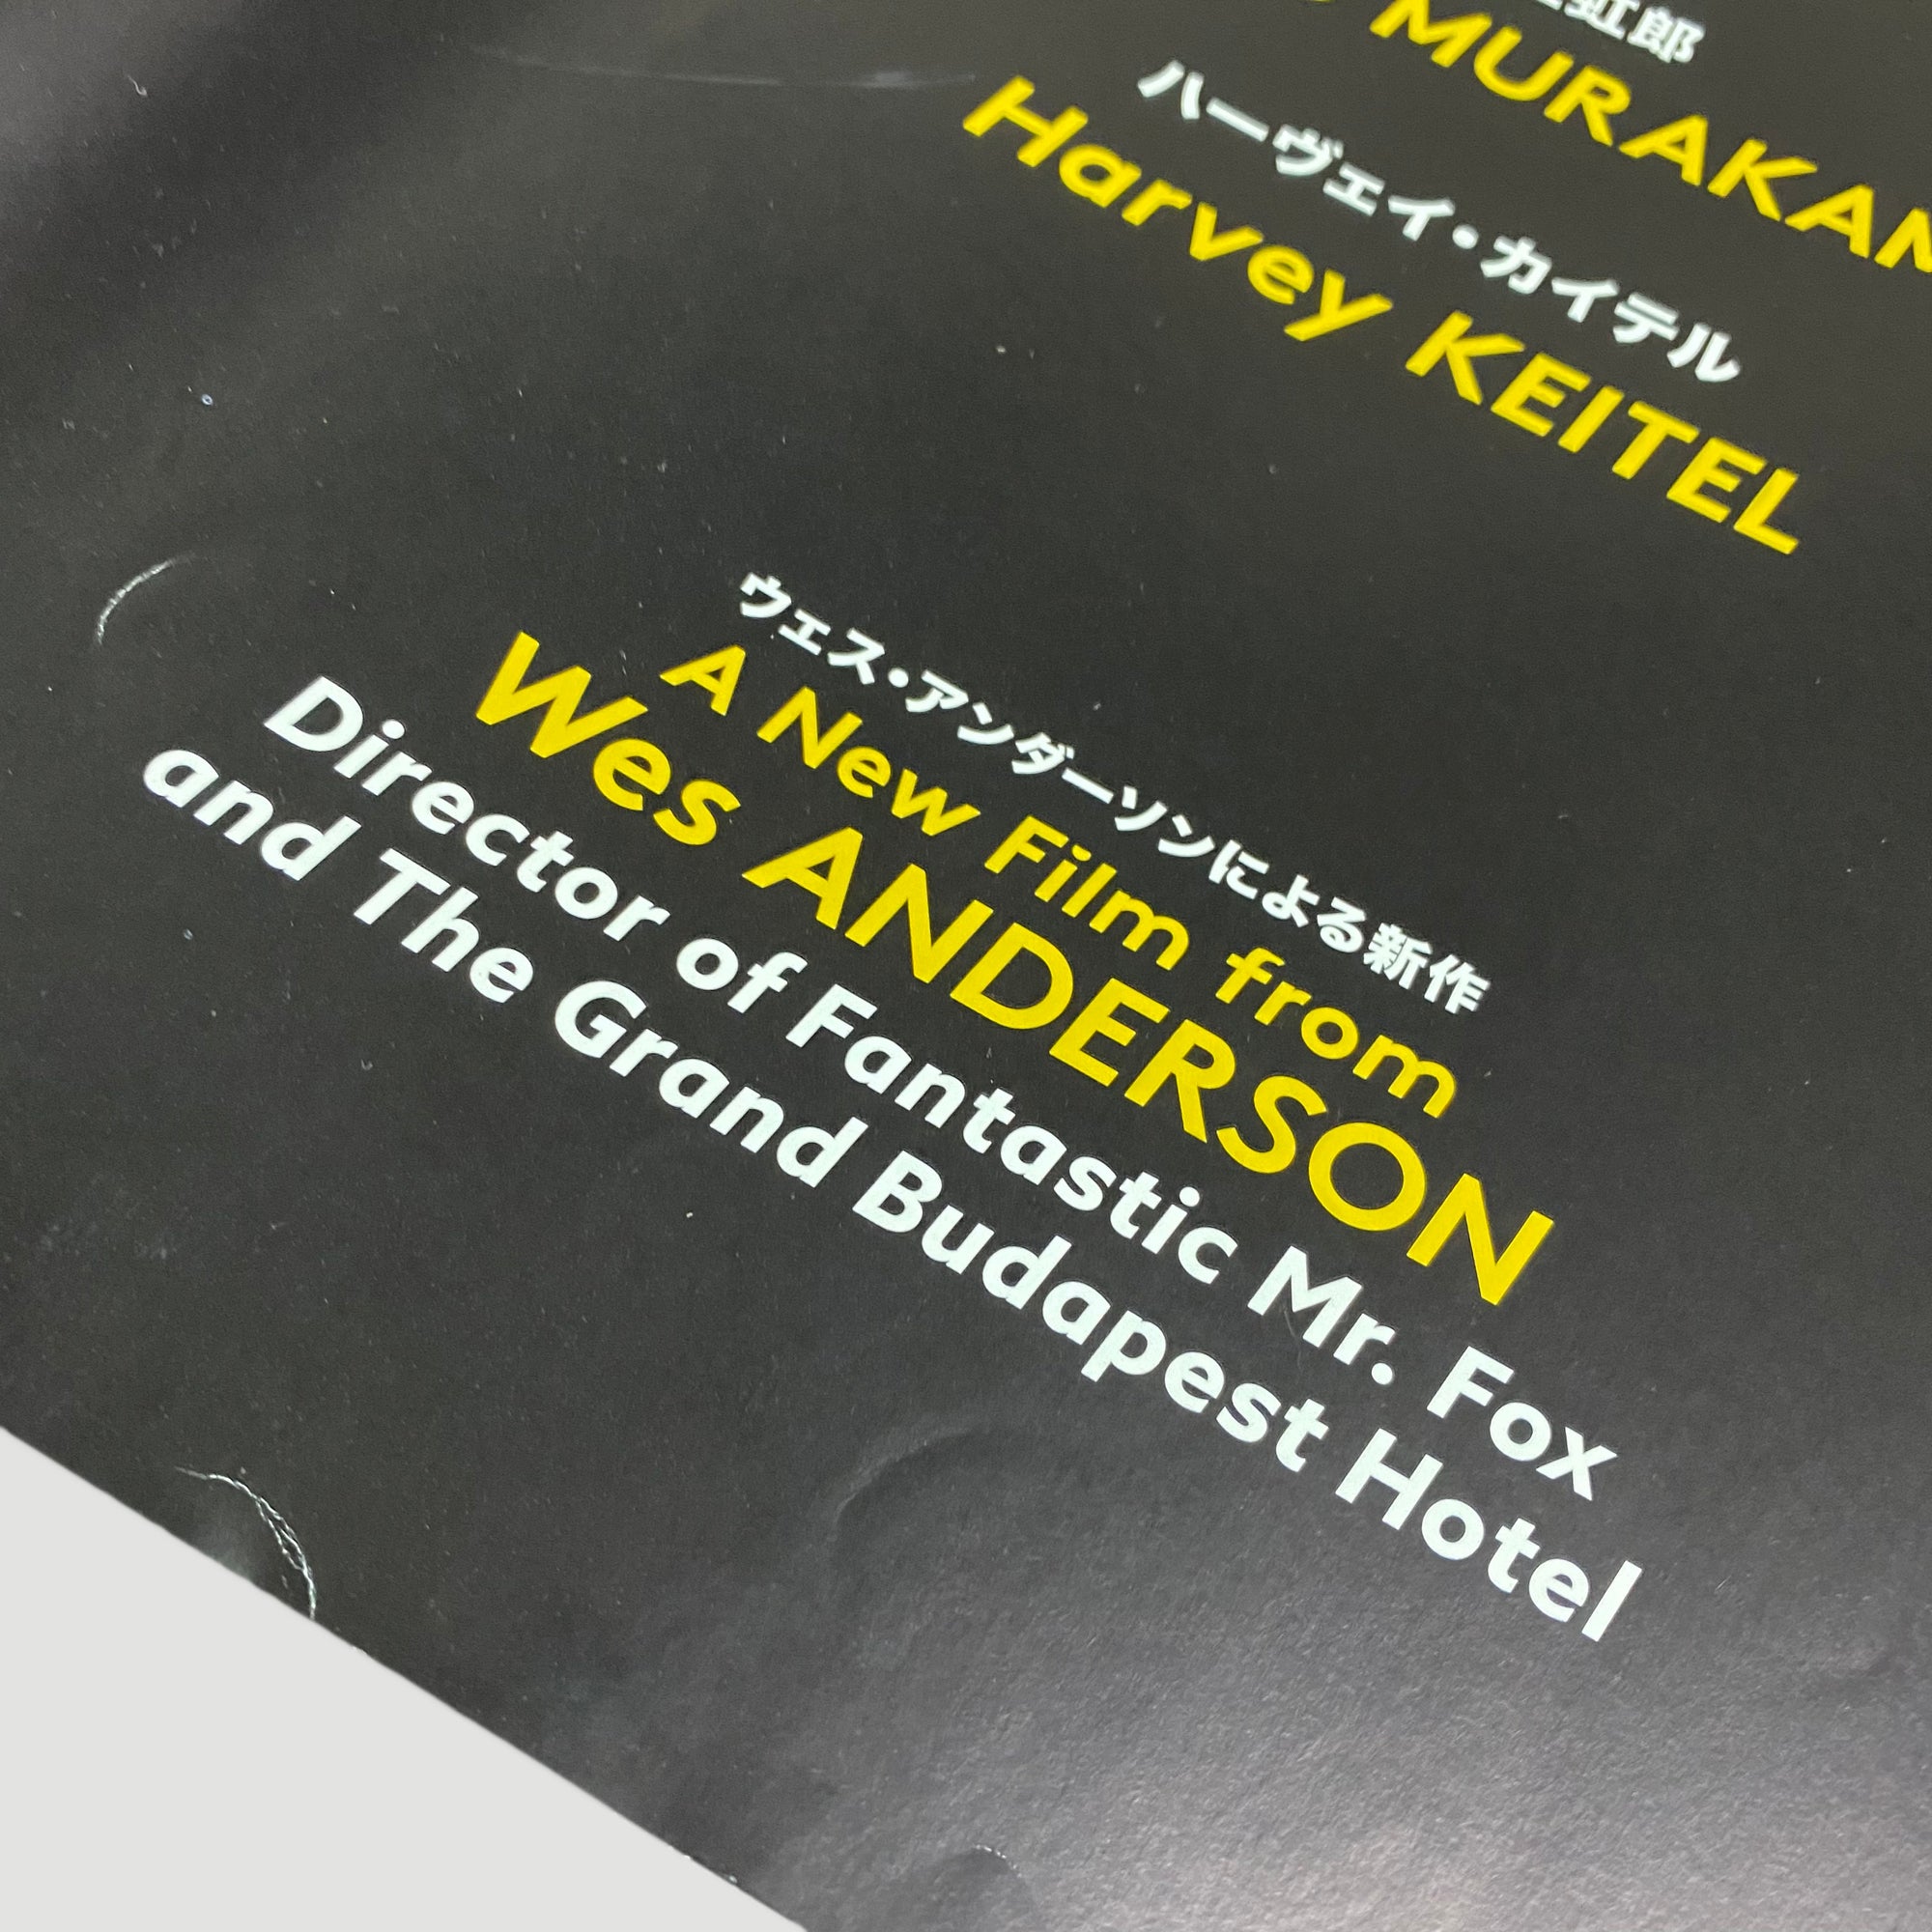 郎
MURAKAM
ハーヴェイ・カイテル
Harvey KEITEL
ウェス・アンダーソンによる新作
A New Film from
Wes ANDERSON
Director of Fantastic Mr. Fox
and The Grand Budapest Hotel